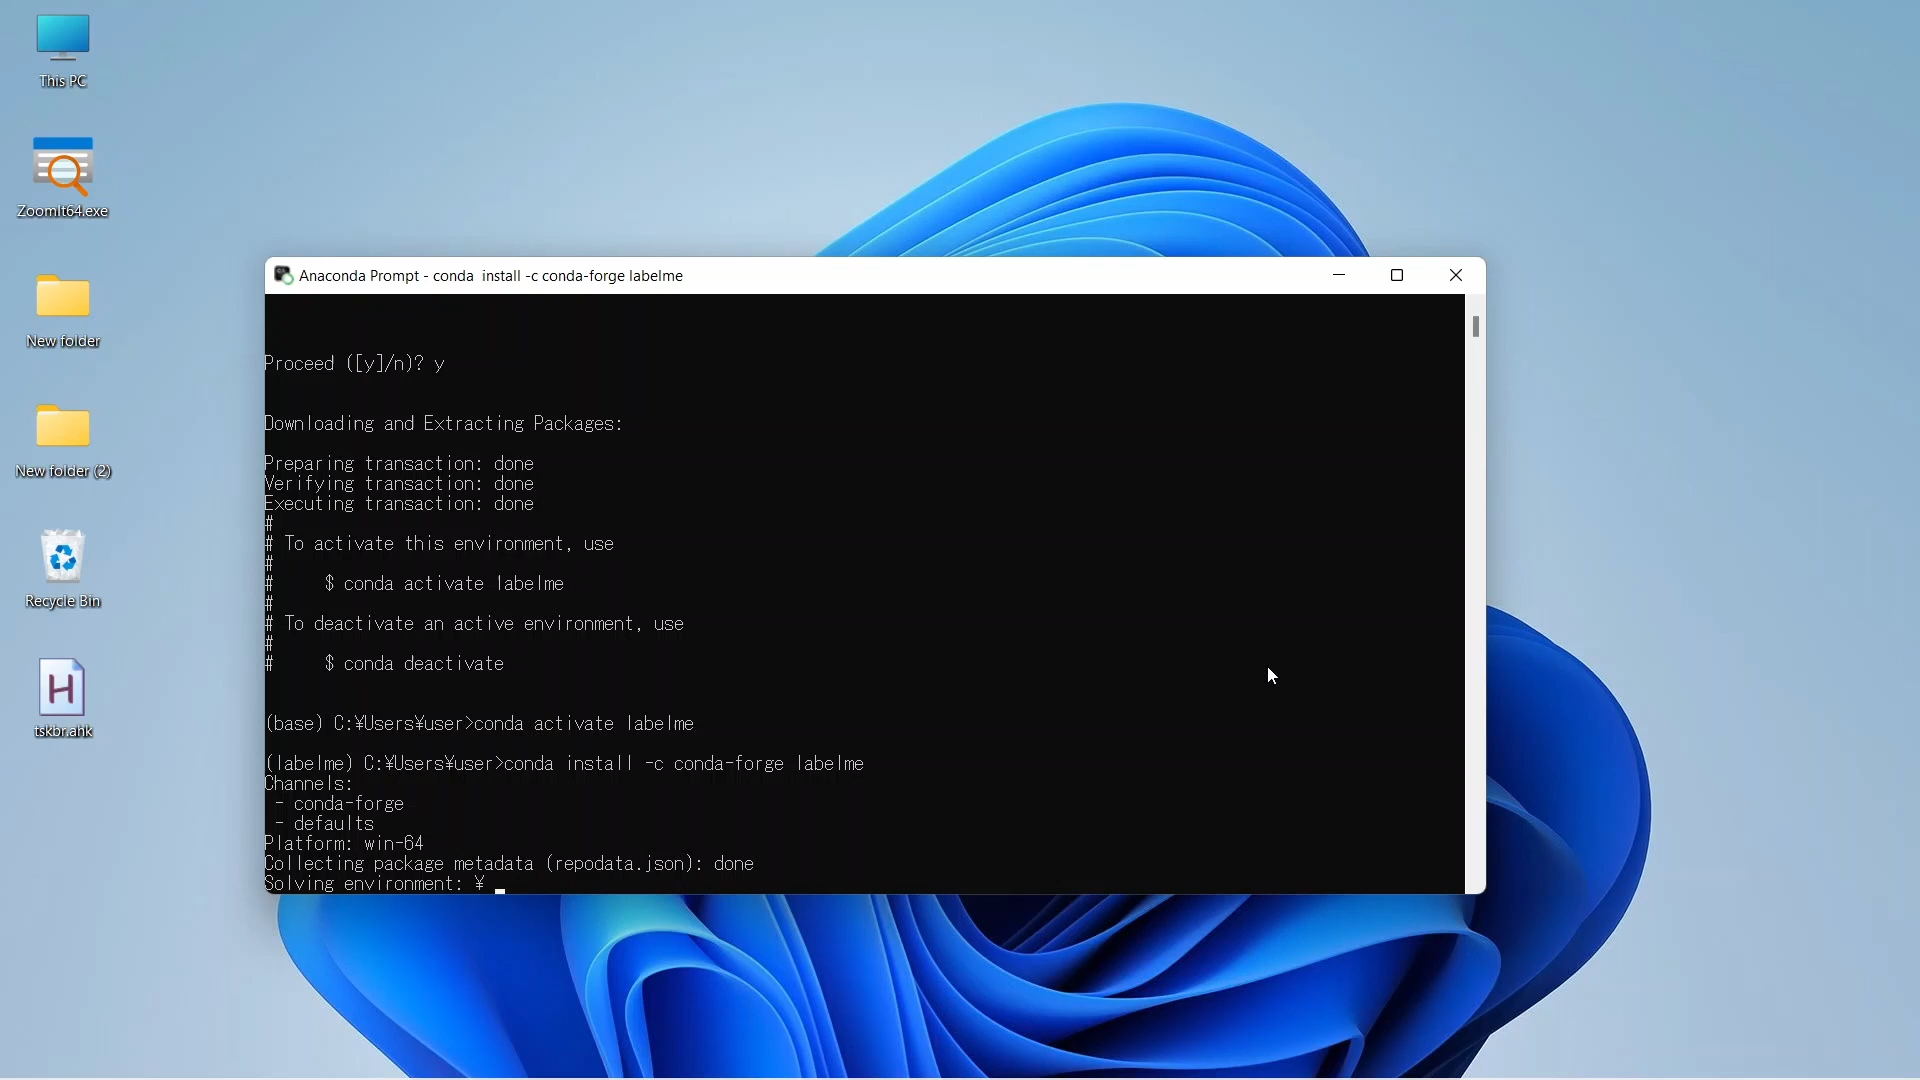 This PC
ZoomIt64.exe
New folder
New folder (2)
Recycle Bin
H
tskbr.ahk
Anaconda Prompt - conda  install -c conda-forge labelme
Proceed ([y]/n)? y
Downloading and Extracting Packages:
Preparing transaction: done
Verifying transaction: done
Executing transaction: done
#
# To activate this environment, use
#
#     $ conda activate labelme
#
# To deactivate an active environment, use
#
#     $ conda deactivate
(base) C:¥Users¥user>conda activate labelme
(labelme) C:¥Users¥user>conda install -c conda-forge labelme
Channels:
 - conda-forge
 - defaults
Platform: win-64
Collecting package metadata (repodata.json): done
Solving environment: ¥